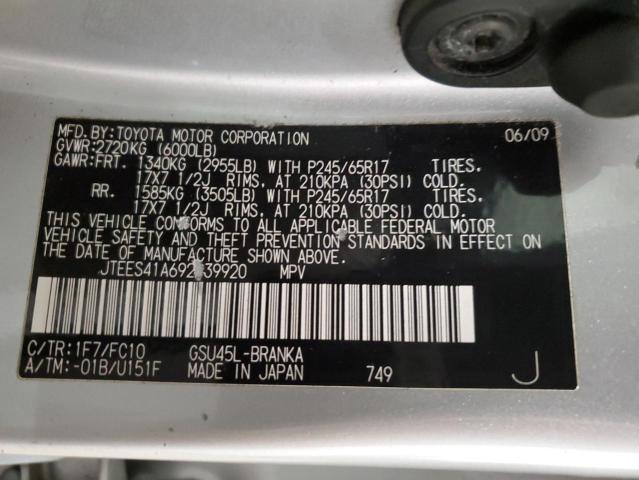 MFD.BY:TOYOTA MOTOR CORPORATION 06/09
GVWR:2720KG (6000LB)
GAWR:FRT. 1340KG (2955LB) WITH P245/65R17 TIRES.
17X7 1/2J RIMS, AT 210KPA (30PSI) COLD.
RR. 1585KG (3505LB) WITH P245/65R17 TIRES.
17X7 1/2J RIMS, AT 210KPA (30PSI) COLD.
THIS VEHICLE CONFORMS TO ALL APPLICABLE FEDERAL MOTOR
VEHICLE SAFETY AND THEFT PREVENTION STANDARDS IN EFFECT ON
THE DATE OF MANUFACTURE SHOWN ABOVE.
MPV
C/TR:1F7/FC10 GSU45L-BRANKA
A/TM:-01B/U151F MADE IN JAPAN 749 J